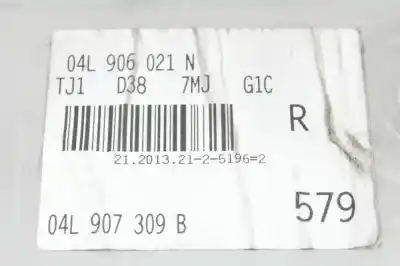 04L 906 021 N
TJ1 D38 7MJ G1C
R
21.2013.21-2-5196=2
04L 907 309 B
579